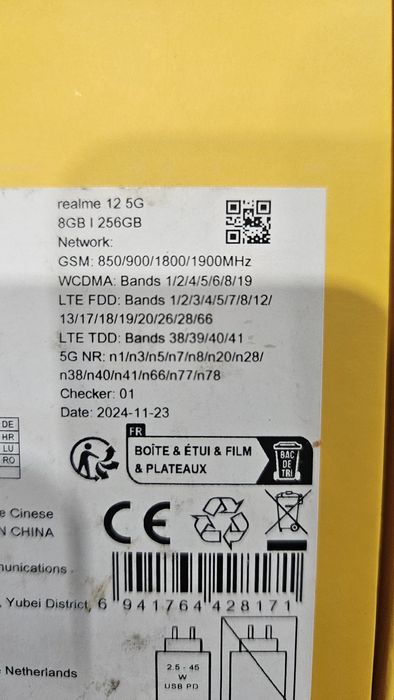 realme 12 5G
8GB | 256GB
Network:
GSM: 850/900/1800/1900MHz
WCDMA: Bands 1/2/4/5/6/8/19
LTE FDD: Bands 1/2/3/4/5/7/8/12/
13/17/18/19/20/26/28/66
LTE TDD: Bands 38/39/40/41
5G NR: n1/n3/n5/n7/n8/n20/n28/
n38/n40/n41/n66/n77/n78
Checker: 01
Date: 2024-11-23
DE
HR
LU
RO
FR
BOÎTE & ÉTUI & FILM
& PLATEAUX
BAC
DE
TRI
e Cinese
N CHINA
CE
munications
, Yubei District,
6 941764 428171
2.5 - 45
W
USB PD
e Netherlands